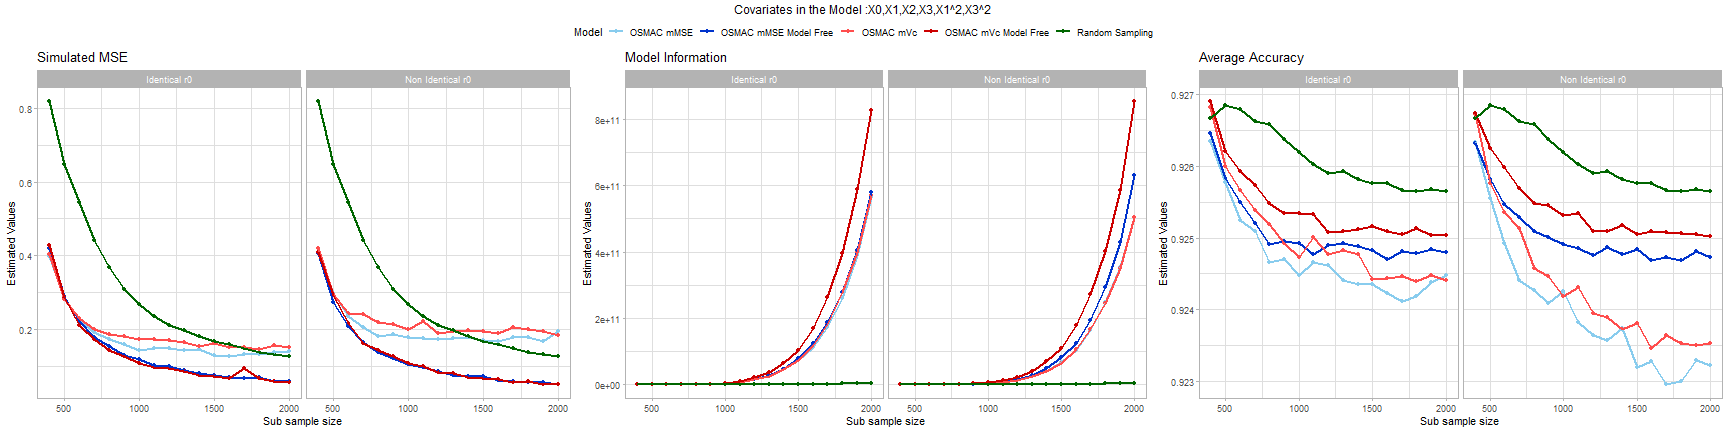 Covariates in the Model :X0,X1,X2,X3,X1^2,X3^2
Model OSMAC mMSE OSMAC mMSE Model Free OSMAC mVc OSMAC mVc Model Free Random Sampling
Simulated MSE
Identical r0 Non Identical r0
Estimated Values
0.8
0.6
0.4
0.2
500 1000 1500 2000 500 1000 1500 2000
Sub sample size
Model Information
Identical r0 Non Identical r0
Estimated Values
8e+11
6e+11
4e+11
2e+11
0e+00
500 1000 1500 2000 500 1000 1500 2000
Sub sample size
Average Accuracy
Identical r0 Non Identical r0
Estimated Values
0.927
0.926
0.925
0.924
0.923
500 1000 1500 2000 500 1000 1500 2000
Sub sample size